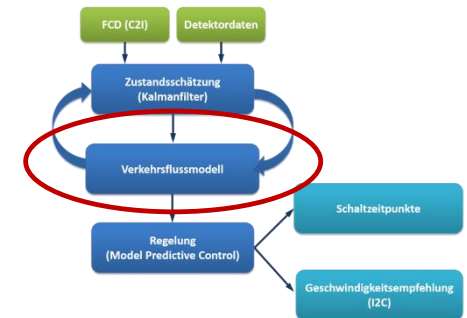 FCD (C2I)
Detektordaten
Zustandsschätzung
(Kalmanfilter)
Verkehrsflussmodell
Regelung
(Model Predictive Control)
Schaltzeitpunkte
Geschwindigkeitsempfehlung
(I2C)